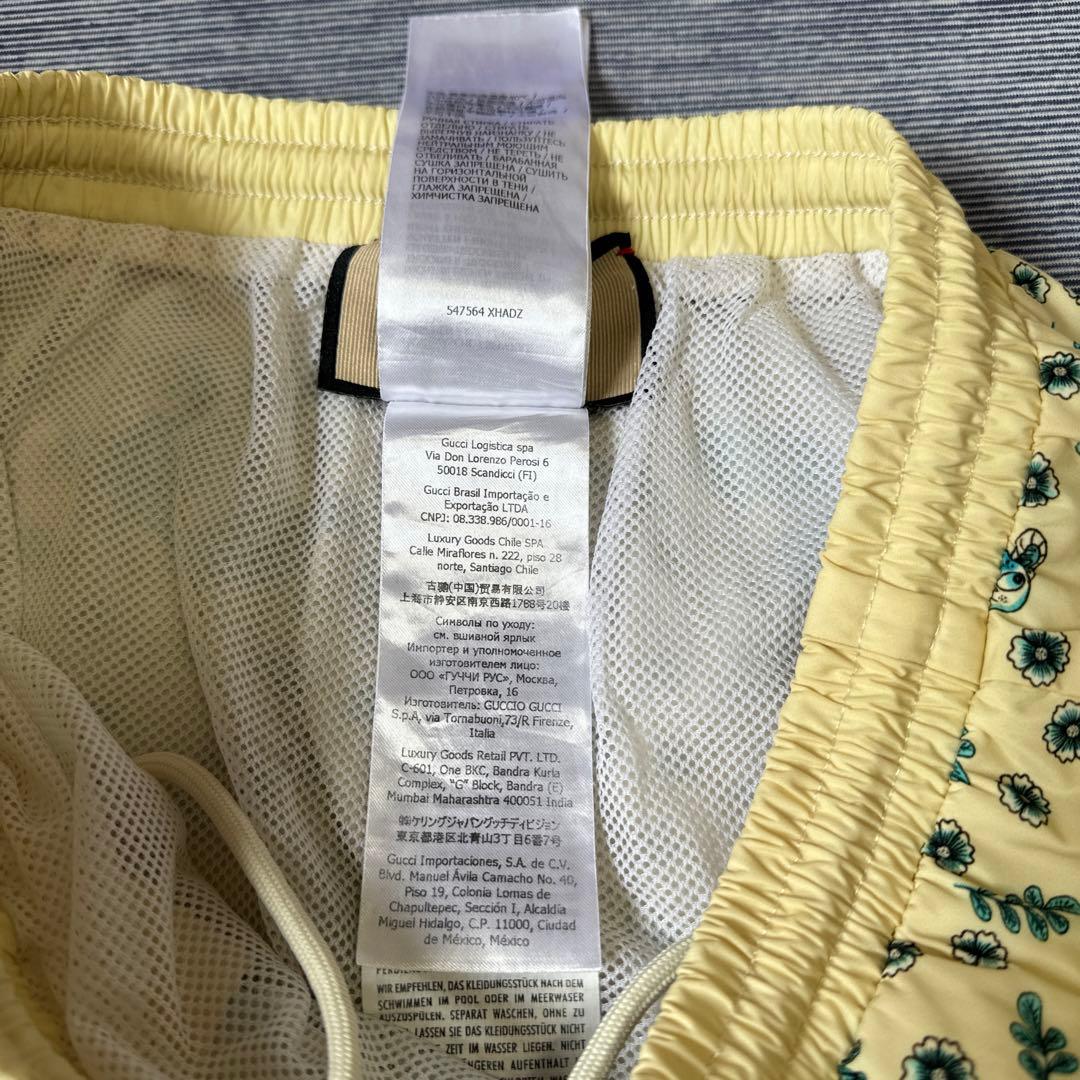 РУЧНАЯ
ОТДЕЛЬНО / СТИРАТЬ
ВЫВЕРНУВ НАИЗНАНКУ / НЕ
НЕЙТРАЛЬНЫМ МОЮЩИМ
СРЕДСТВОМ / НЕ ТЕРЕТЬ / НЕ
ОТБЕЛИВАТЬ / БАРАБАННАЯ
СУШКА ЗАПРЕЩЕНА / СУШИТЬ
НА ГОРИЗОНТАЛЬНОЙ
ПОВЕРХНОСТИ В ТЕНИ /
ГЛАЖКА ЗАПРЕЩЕНА /
ХИМЧИСТКА ЗАПРЕЩЕНА
547564 XHADZ
Gucci Logistica spa
Via Don Lorenzo Perosi 6
50018 Scandicci (FI)
Gucci Brasil Importação e
Exportação LTDA
CNPJ: 08.338.986/0001-16
Luxury Goods Chile SPA
Calle Miraflores n. 222, piso 28
norte, Santiago Chile
古驰(中国)贸易有限公司
上海市静安区南京西路1788号20楼
Символы по уходу:
см. вшивной ярлык
Импортер и уполномоченное
изготовителем лицо:
ООО «ГУЧЧИ РУС», Москва,
Петровка, 16
Изготовитель: GUCCIO GUCCI
S.p.A, via Tornabuoni,73/R Firenze,
Italia
Luxury Goods Retail PVT. LTD.
C-601, One BKC, Bandra Kurla
Complex, "G" Block, Bandra (E)
Mumbai Maharashtra 400051 India
㈱ケリングジャパングッチディビジョン
東京都港区北青山3丁目6番7号
Gucci Importaciones, S.A. de C.V.
Blvd. Manuel Ávila Camacho No. 40,
Piso 19, Colonia Lomas de
Chapultepec, Sección I, Alcaldía
Miguel Hidalgo, C.P. 11000, Ciudad
de México, México
WIR EMPFEHLEN, DAS KLEIDUNGSSTÜCK NACH DEM
SCHWIMMEN IM POOL ODER IM MEERWASER
AUSZUSPÜLEN. SEPARAT WASCHEN, OHNE ZU
LASSEN SIE DAS KLEIDUNGSSTÜCK NICHT
ZEIT IM WASSER LIEGEN. NICHT
AUFENTHALT